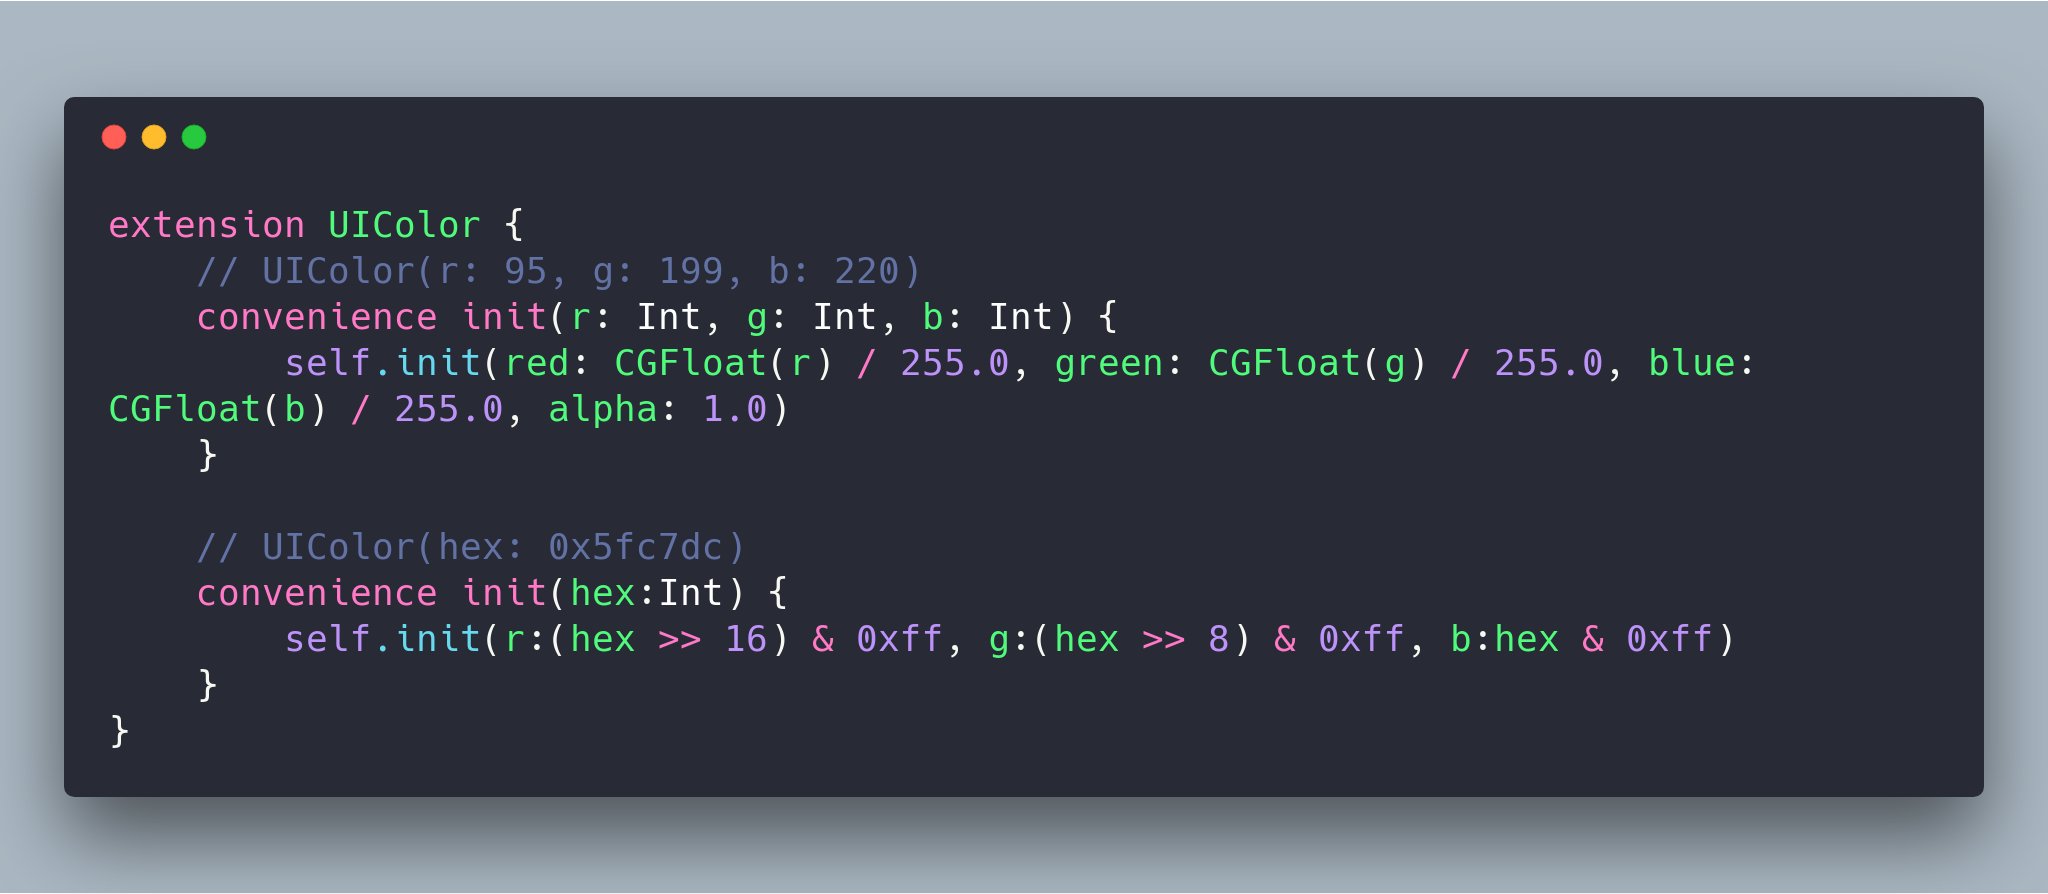 extension UIColor {
    // UIColor(r: 95, g: 199, b: 220)
    convenience init(r: Int, g: Int, b: Int) {
        self.init(red: CGFloat(r) / 255.0, green: CGFloat(g) / 255.0, blue:
CGFloat(b) / 255.0, alpha: 1.0)
    }

    // UIColor(hex: 0x5fc7dc)
    convenience init(hex:Int) {
        self.init(r:(hex >> 16) & 0xff, g:(hex >> 8) & 0xff, b:hex & 0xff)
    }
}